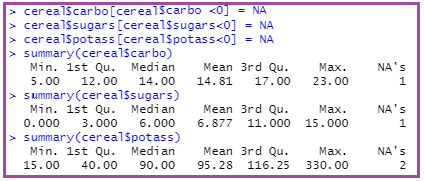 > cereal$carbo[cereal$carbo <0] = NA
> cereal$sugars[cereal$sugars<0] = NA
> cereal$potass[cereal$potass<0] = NA
> summary(cereal$carbo)
Min. 1st Qu. Median Mean 3rd Qu. Max. NA's
5.00 12.00 14.00 14.81 17.00 23.00 1
> summary(cereal$sugars)
Min. 1st Qu. Median Mean 3rd Qu. Max. NA's
0.000 3.000 6.000 6.877 11.000 15.000 1
> summary(cereal$potass)
Min. 1st Qu. Median Mean 3rd Qu. Max. NA's
15.00 40.00 90.00 95.28 116.25 330.00 2